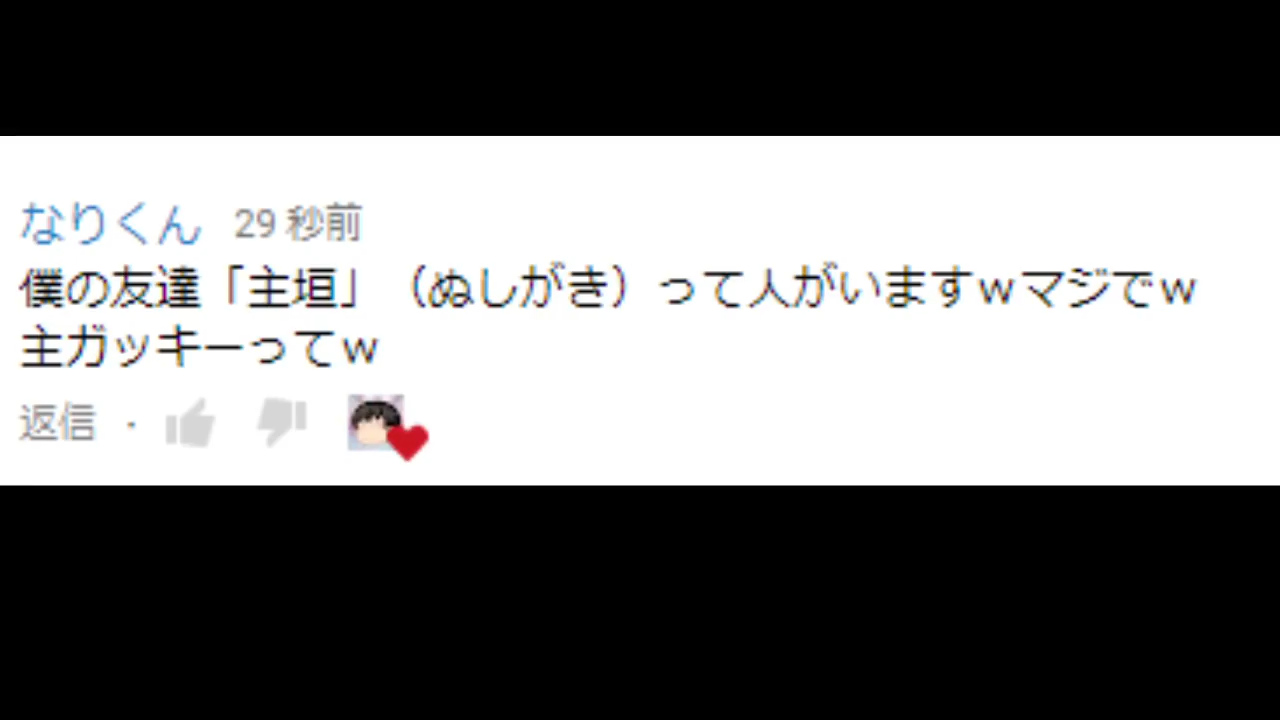 なりくん 29 秒前
僕の友達「主垣」（ぬしがき）って人がいますｗマジでｗ
主ガッキーってｗ
返信 ·